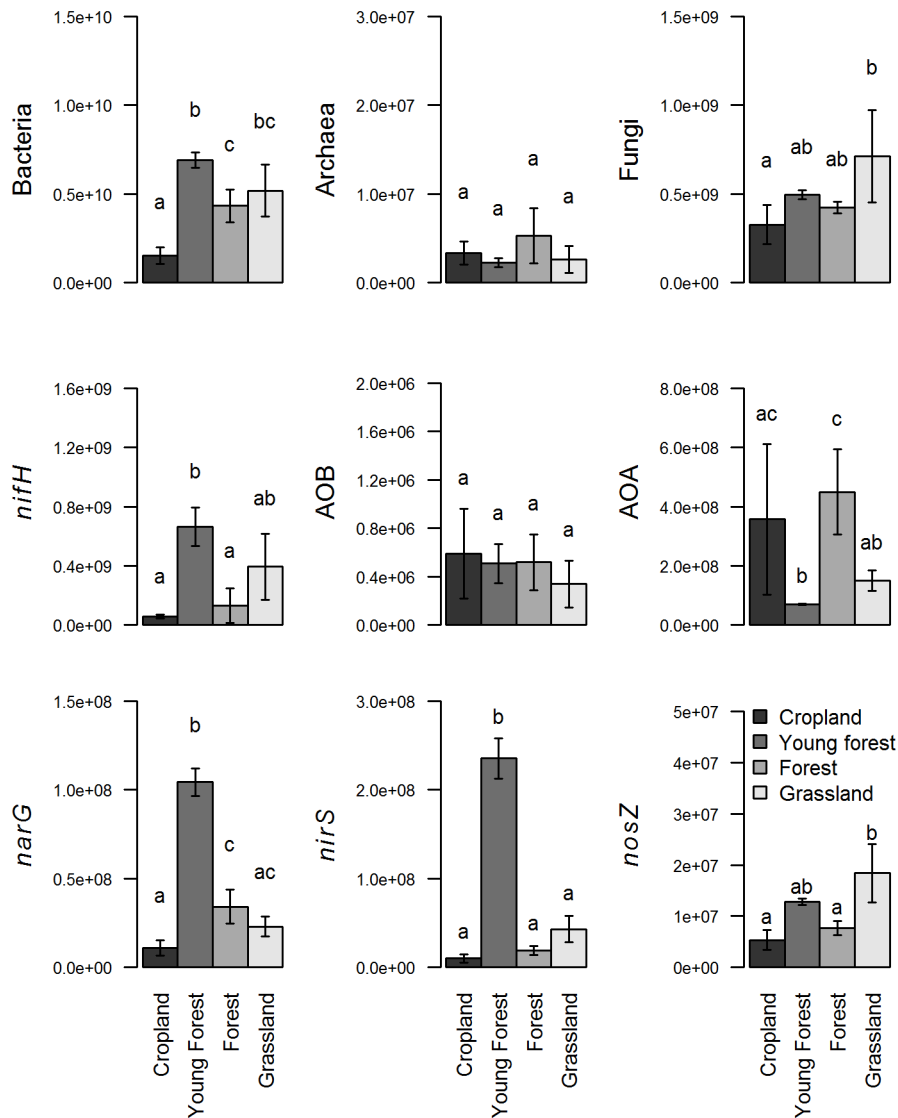 Bacteria
1.5e+10
1.0e+10
0.5e+10
0.0e+00
a
b
c
bc
Archaea
3.0e+07
2.0e+07
1.0e+07
0.0e+00
a
a
a
a
Fungi
1.5e+09
1.0e+09
0.5e+09
0.0e+00
a
ab
ab
b
nifH
1.6e+09
1.2e+09
0.8e+09
0.4e+09
0.0e+00
a
b
a
ab
AOB
2.0e+06
1.6e+06
1.2e+06
0.8e+06
0.4e+06
0.0e+00
a
a
a
a
AOA
8.0e+08
6.0e+08
4.0e+08
2.0e+08
0.0e+00
ac
b
c
ab
narG
1.5e+08
1.0e+08
0.5e+08
0.0e+00
a
b
c
ac
Cropland
Young Forest
Forest
Grassland
nirS
3.0e+08
2.0e+08
1.0e+08
0.0e+00
a
b
a
a
Cropland
Young Forest
Forest
Grassland
nosZ
5e+07
4e+07
3e+07
2e+07
1e+07
0e+00
Cropland
Young forest
Forest
Grassland
a
ab
a
b
Cropland
Young Forest
Forest
Grassland